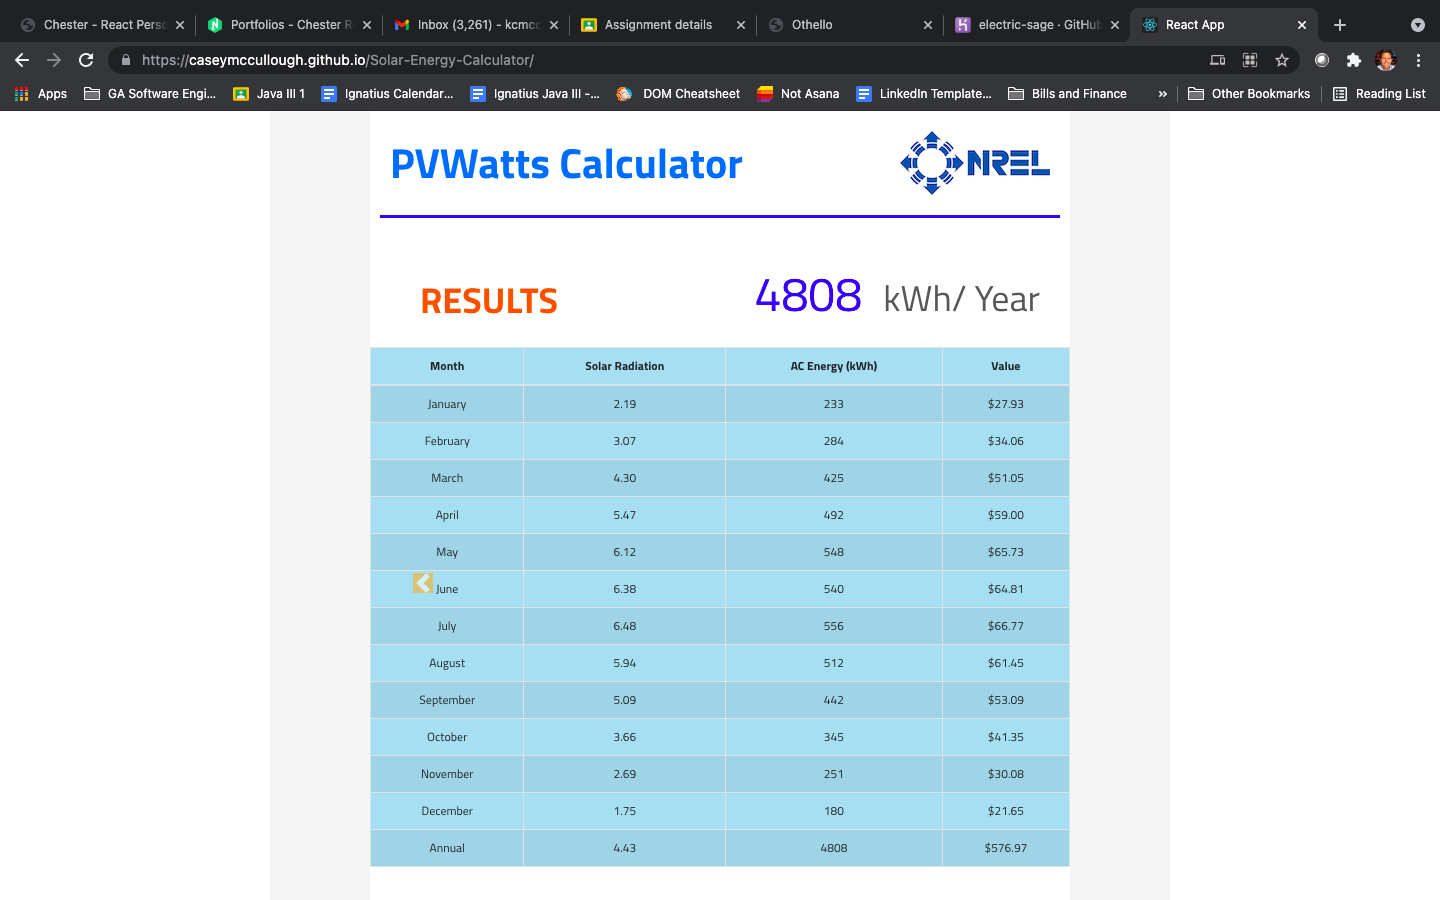 Chester - React Perso
Portfolios - Chester R
Inbox (3,261) - kcmcc
Assignment details
Othello
electric-sage · GitHub
React App
https://caseymccullough.github.io/Solar-Energy-Calculator/
Apps
GA Software Engi...
Java III 1
Ignatius Calendar...
Ignatius Java III -...
DOM Cheatsheet
Not Asana
LinkedIn Template...
Bills and Finance
»
Other Bookmarks
Reading List
PVWatts Calculator
NREL
RESULTS
4808 kWh/ Year
Month Solar Radiation AC Energy (kWh) Value
January 2.19 233 $27.93
February 3.07 284 $34.06
March 4.30 425 $51.05
April 5.47 492 $59.00
May 6.12 548 $65.73
June 6.38 540 $64.81
July 6.48 556 $66.77
August 5.94 512 $61.45
September 5.09 442 $53.09
October 3.66 345 $41.35
November 2.69 251 $30.08
December 1.75 180 $21.65
Annual 4.43 4808 $576.97